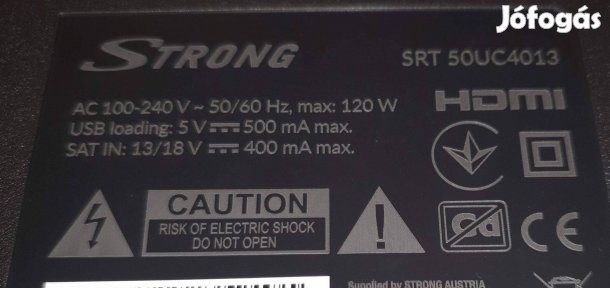 Jófogás
STRONG
SRT 50UC4013
AC 100-240 V ~ 50/60 Hz, max: 120 W
HDMI
USB loading: 5 V⎓500 mA max.
SAT IN: 13/18 V⎓400 mA max.
CAUTION
RISK OF ELECTRIC SHOCK
DO NOT OPEN
Cd
CE
Supplied by STRONG AUSTRIA